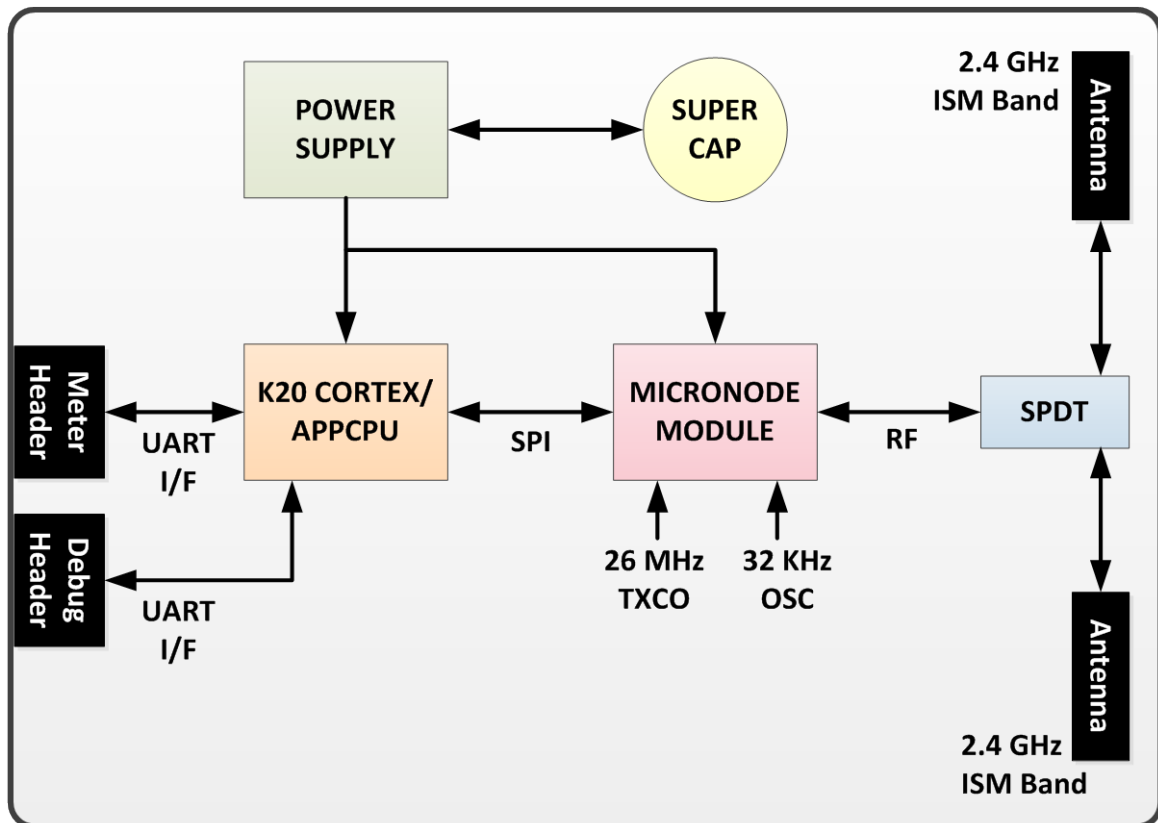 POWER
SUPPLY
SUPER
CAP
2.4 GHz
ISM Band
Antenna
Meter
Header
UART
I/F
K20 CORTEX/
APPCPU
SPI
MICRONODE
MODULE
RF
SPDT
Debug
Header
UART
I/F
26 MHz
TXCO
32 KHz
OSC
Antenna
2.4 GHz
ISM Band